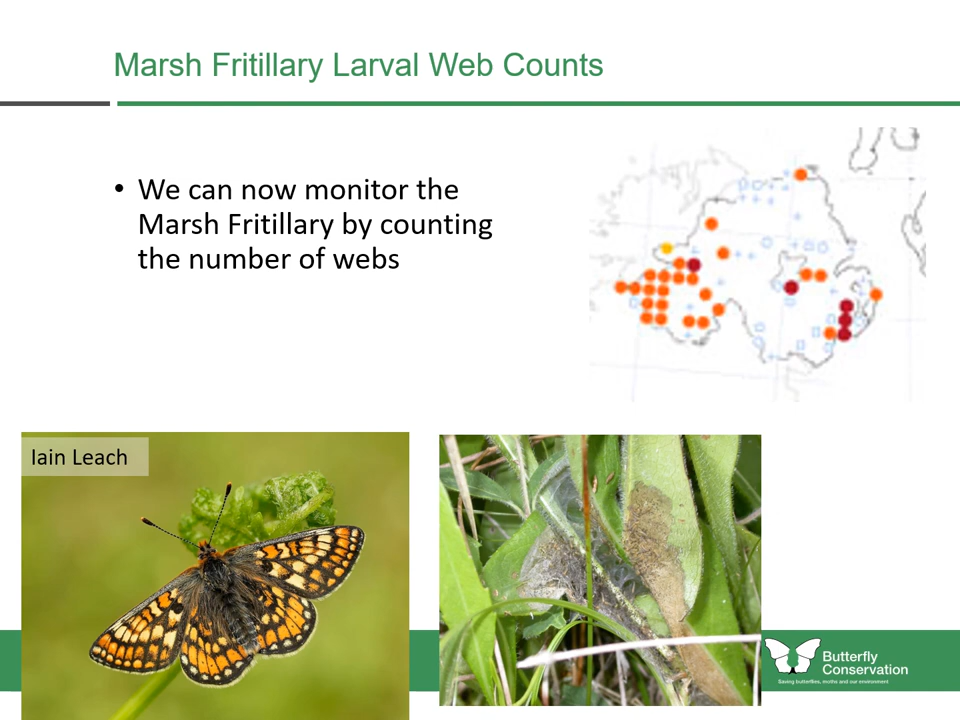 Marsh Fritillary Larval Web Counts
• We can now monitor the
Marsh Fritillary by counting
the number of webs
Iain Leach
Butterfly
Conservation
Saving butterflies, moths and our environment